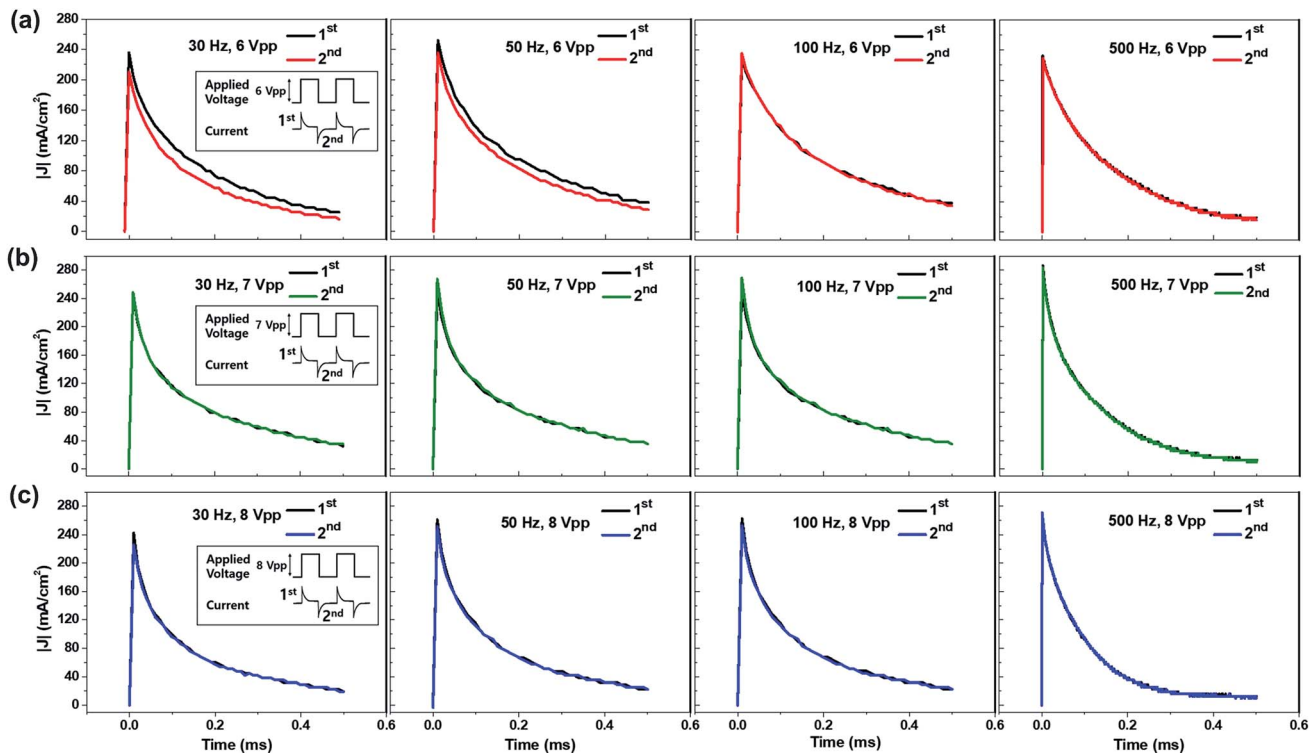 (a)
|J| (mA/cm²)
280
240
200
160
120
80
40
0
30 Hz, 6 Vpp
1st
2nd
Applied Voltage
6 Vpp
Current
1st
2nd
50 Hz, 6 Vpp
1st
2nd
100 Hz, 6 Vpp
1st
2nd
500 Hz, 6 Vpp
1st
2nd
(b)
|J| (mA/cm²)
280
240
200
160
120
80
40
0
30 Hz, 7 Vpp
1st
2nd
Applied Voltage
7 Vpp
Current
1st
2nd
50 Hz, 7 Vpp
1st
2nd
100 Hz, 7 Vpp
1st
2nd
500 Hz, 7 Vpp
1st
2nd
(c)
|J| (mA/cm²)
280
240
200
160
120
80
40
0
30 Hz, 8 Vpp
1st
2nd
Applied Voltage
8 Vpp
Current
1st
2nd
50 Hz, 8 Vpp
1st
2nd
100 Hz, 8 Vpp
1st
2nd
500 Hz, 8 Vpp
1st
2nd
0.0 0.2 0.4 0.6 0.0 0.2 0.4 0.6 0.0 0.2 0.4 0.6 0.0 0.2 0.4 0.6
Time (ms) Time (ms) Time (ms) Time (ms)